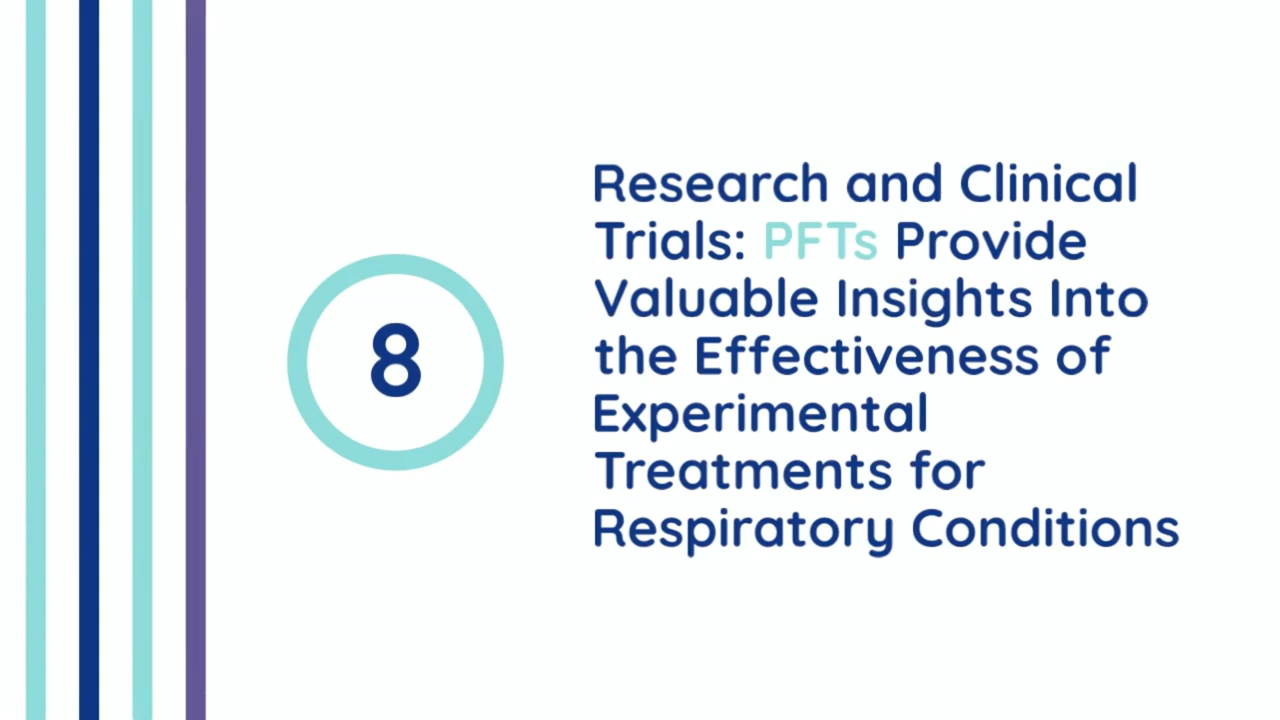 8
Research and Clinical
Trials: PFTs Provide
Valuable Insights Into
the Effectiveness of
Experimental
Treatments for
Respiratory Conditions